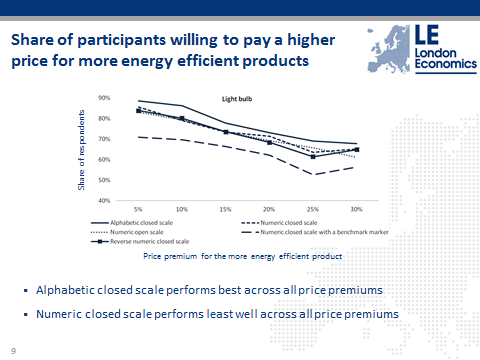 Share of participants willing to pay a higher
price for more energy efficient products
LE
London
Economics
Light bulb
Share of respondents
90%
80%
70%
60%
50%
40%
5% 10% 15% 20% 25% 30%
Alphabetic closed scale
Numeric closed scale
Numeric open scale
Numeric closed scale with a benchmark marker
Reverse numeric closed scale
Price premium for the more energy efficient product
▪ Alphabetic closed scale performs best across all price premiums
▪ Numeric closed scale performs least well across all price premiums
9